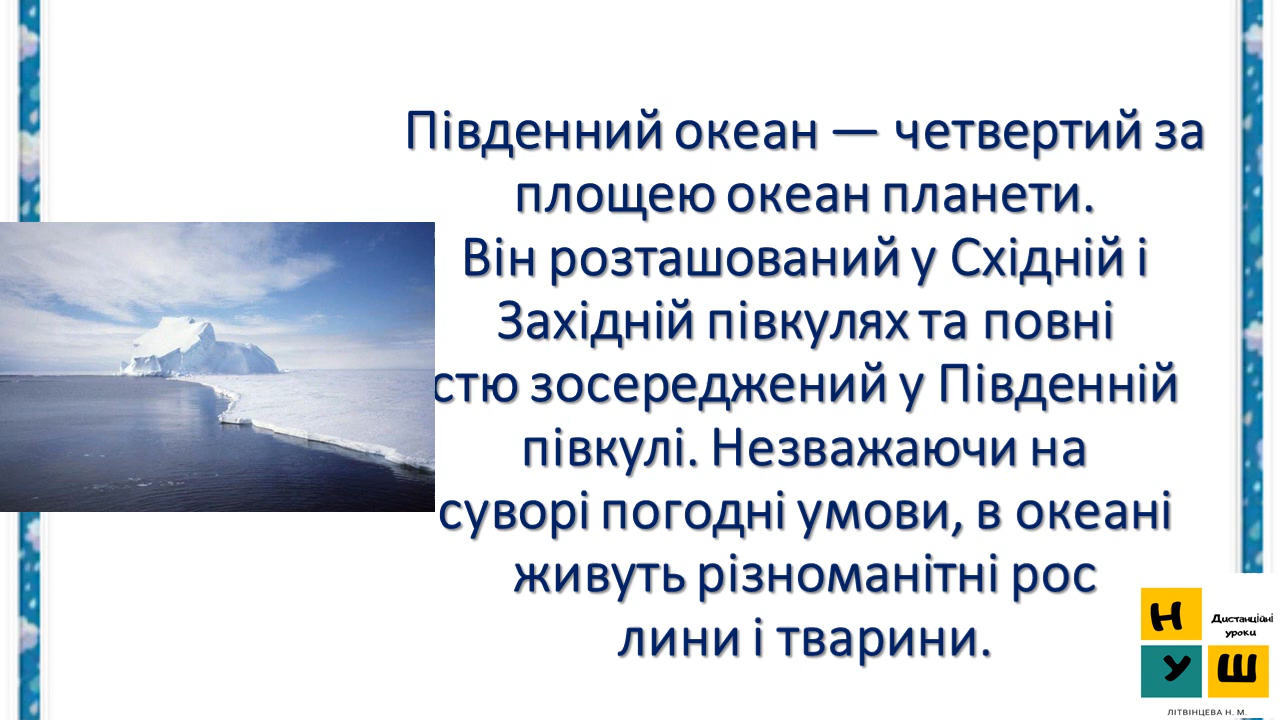 Південний океан — четвертий за
площею океан планети.
Він розташований у Східній і
Західній півкулях та повні
стю зосереджений у Південній
півкулі. Незважаючи на
суворі погодні умови, в океані
живуть різноманітні рос
лини і тварини.
Н
Дистанційні
уроки
У Ш
ЛІТВІНЦЕВА Н. М.